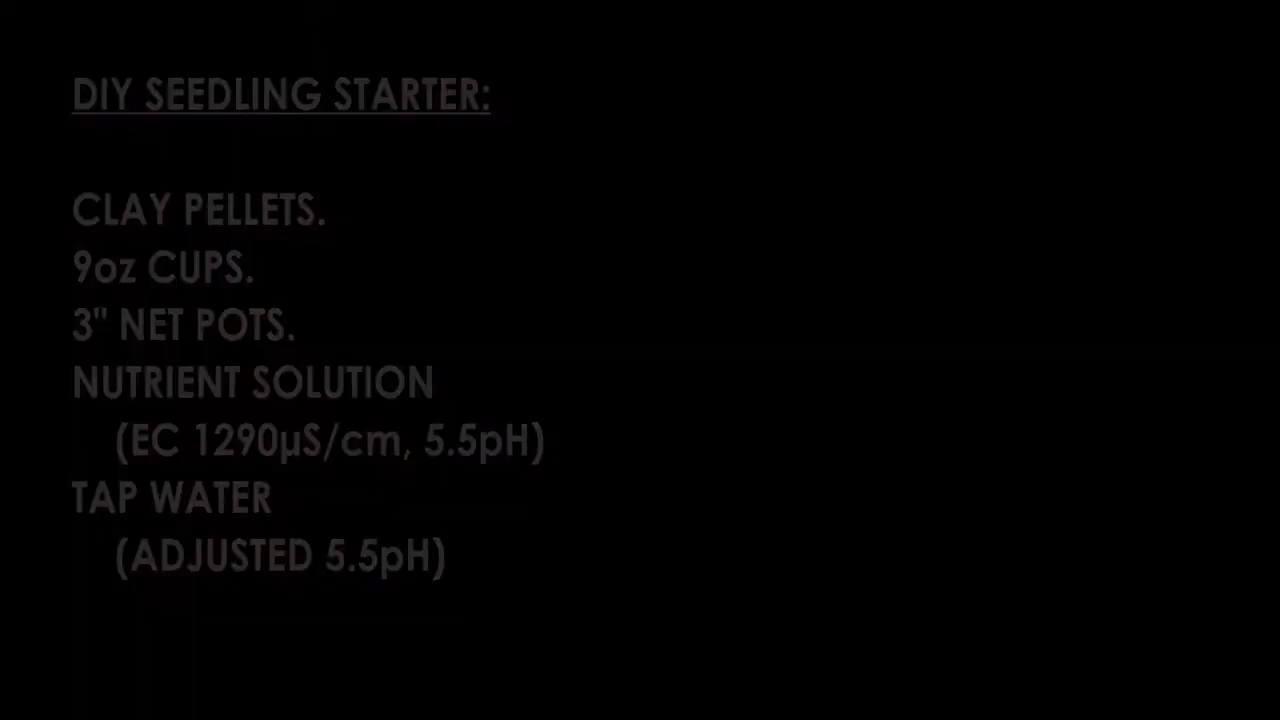 DIY SEEDLING STARTER:
CLAY PELLETS.
9oz CUPS.
3" NET POTS.
NUTRIENT SOLUTION
(EC 1290µS/cm, 5.5pH)
TAP WATER
(ADJUSTED 5.5pH)